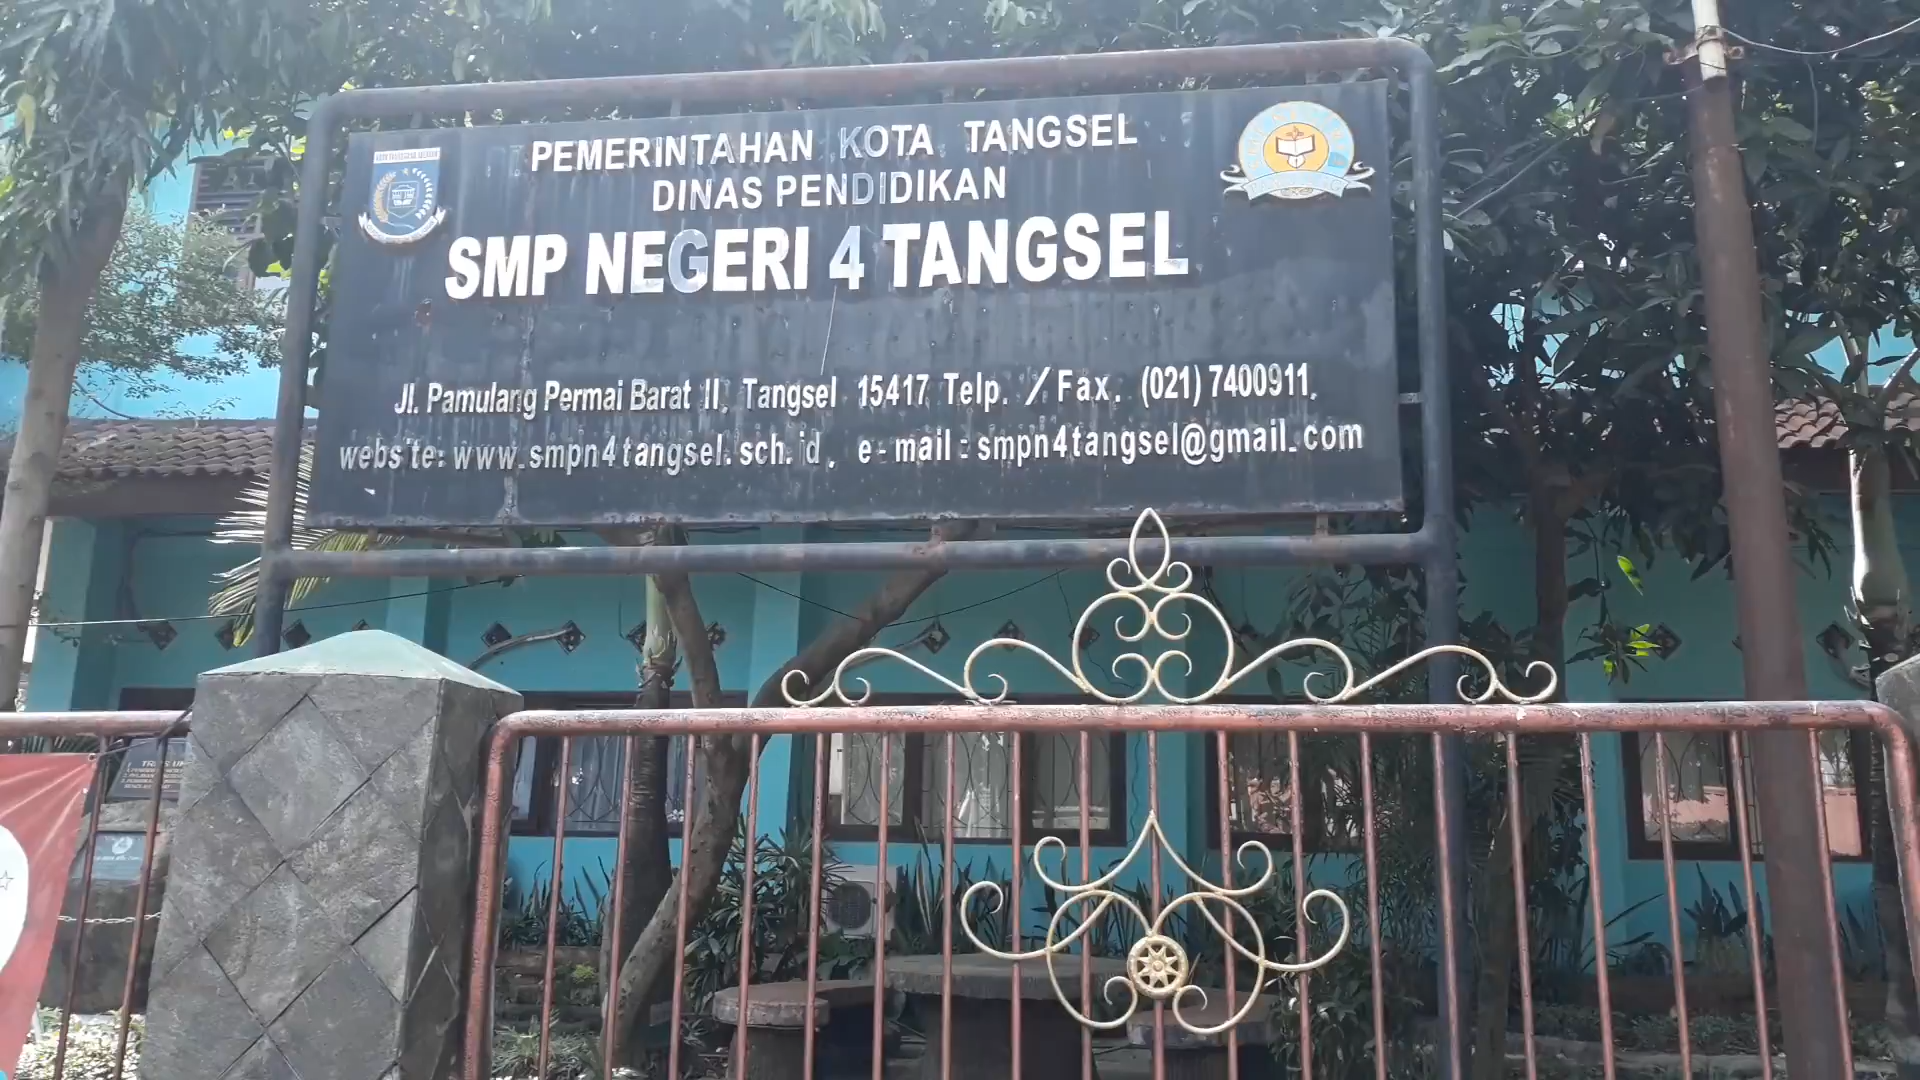 PEMERINTAHAN KOTA TANGSEL
DINAS PENDIDIKAN
SMP NEGERI 4 TANGSEL
Jl. Pamulang Permai Barat II, Tangsel 15417 Telp. / Fax. (021) 7400911,
website: www.smpn4tangsel.sch.id, e-mail : smpn4tangsel@gmail.com